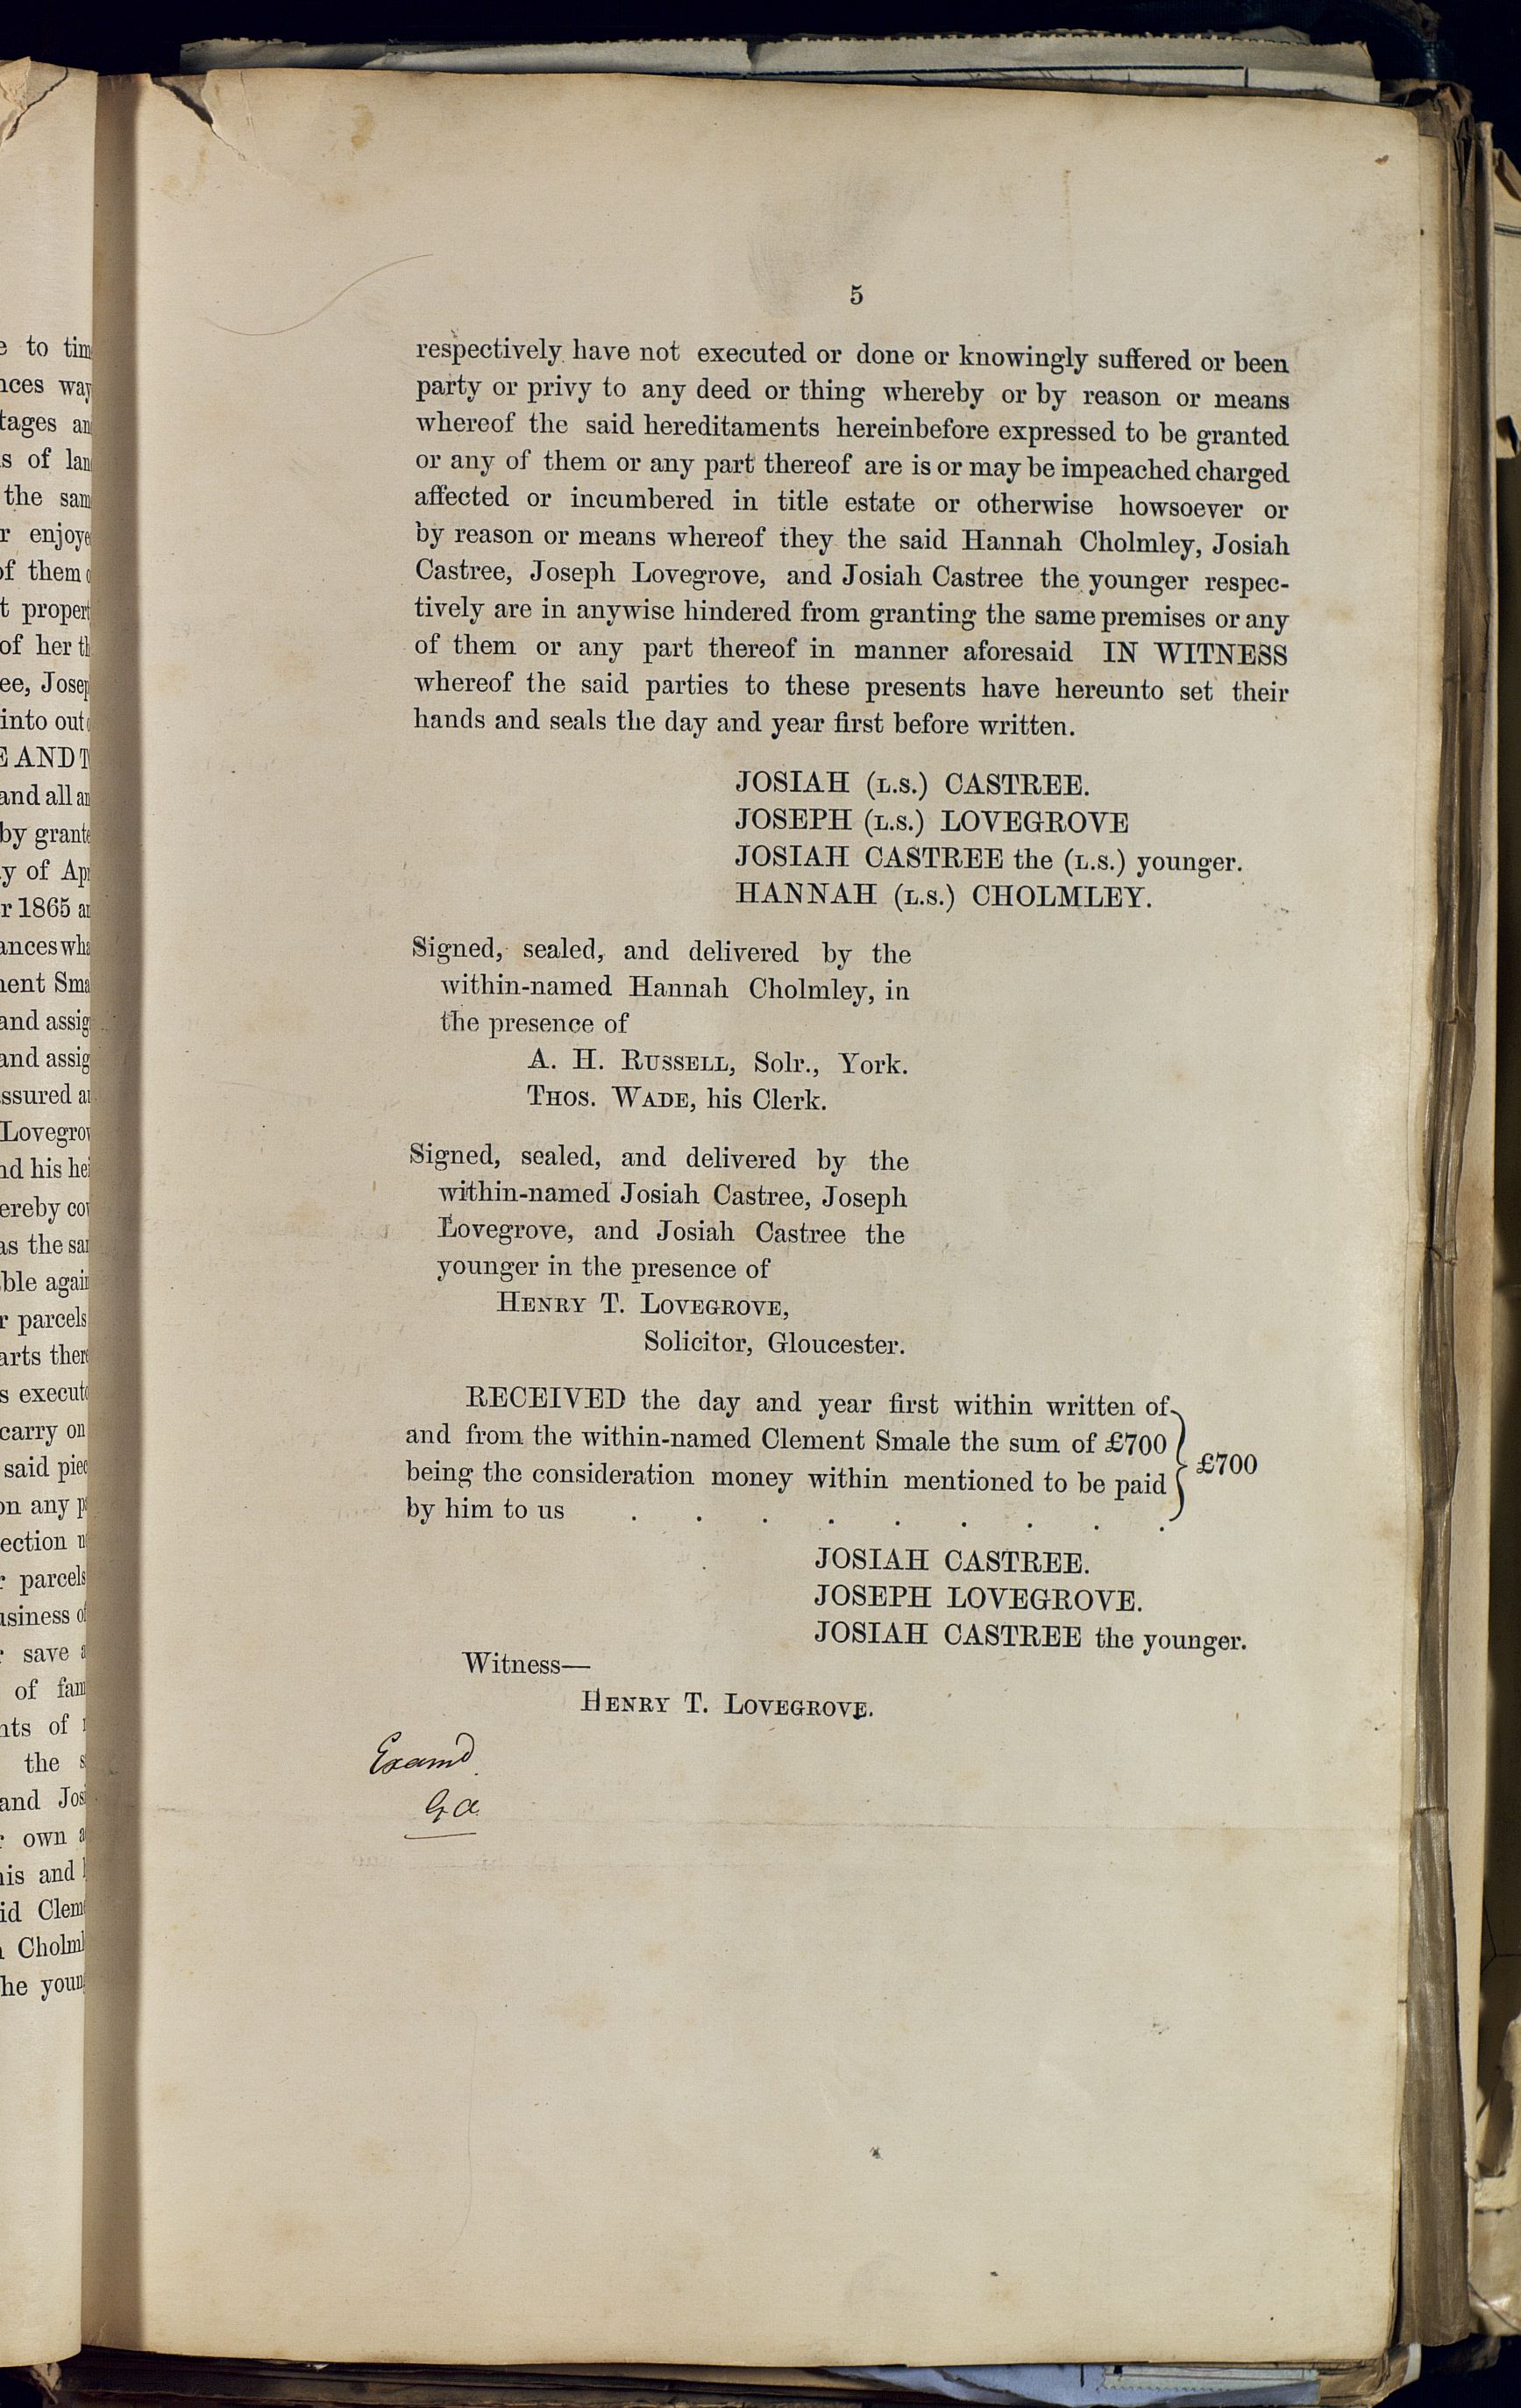 5
respectively have not executed or done or knowingly suffered or been
party or privy to any deed or thing whereby or by reason or means
whereof the said hereditaments hereinbefore expressed to be granted
or any of them or any part thereof are is or may be impeached charged
affected or incumbered in title estate or otherwise howsoever or
by reason or means whereof they the said Hannah Cholmley, Josiah
Castree, Joseph Lovegrove, and Josiah Castree the younger respec-
tively are in anywise hindered from granting the same premises or any
of them or any part thereof in manner aforesaid IN WITNESS
whereof the said parties to these presents have hereunto set their
hands and seals the day and year first before written.
JOSIAH (L.S.) CASTREE.
JOSEPH (L.S.) LOVEGROVE
JOSIAH CASTREE the (L.S.) younger.
HANNAH (L.S.) CHOLMLEY.
Signed, sealed, and delivered by the
within-named Hannah Cholmley, in
the presence of
A. H. RUSSELL, Solr., York.
THOS. WADE, his Clerk.
Signed, sealed, and delivered by the
within-named Josiah Castree, Joseph
Lovegrove, and Josiah Castree the
younger in the presence of
HENRY T. LOVEGROVE,
Solicitor, Gloucester.
RECEIVED the day and year first within written of
and from the within-named Clement Smale the sum of £700
being the consideration money within mentioned to be paid
by him to us . . . . . . . . .
£700
JOSIAH CASTREE.
JOSEPH LOVEGROVE.
JOSIAH CASTREE the younger.
Witness—
HENRY T. LOVEGROVE.
Examd